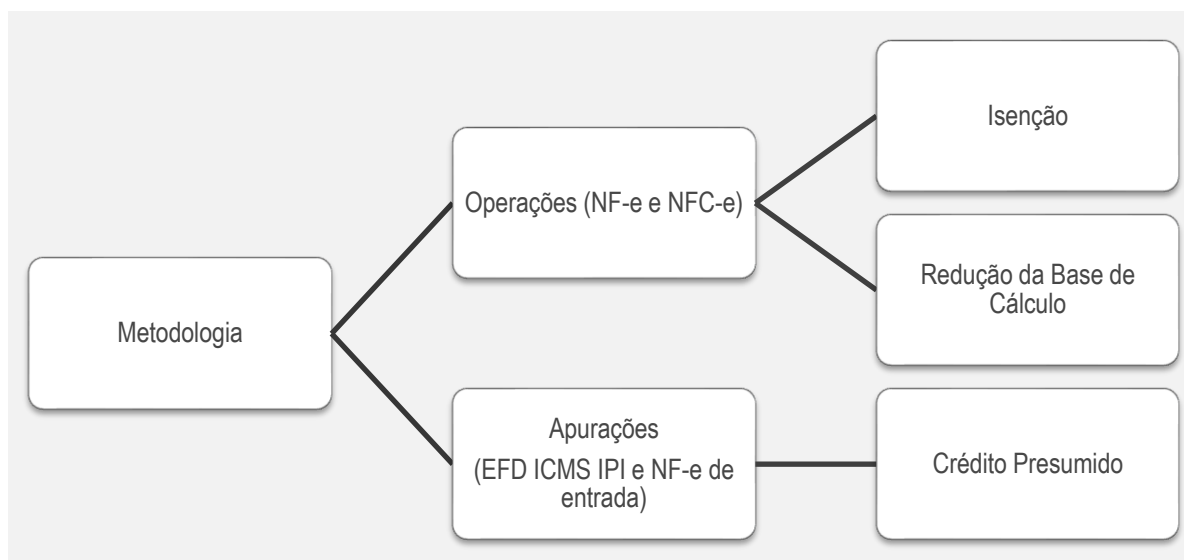 Metodologia
Operações (NF-e e NFC-e)
Isenção
Redução da Base de
Cálculo
Apurações
(EFD ICMS IPI e NF-e de
entrada)
Crédito Presumido